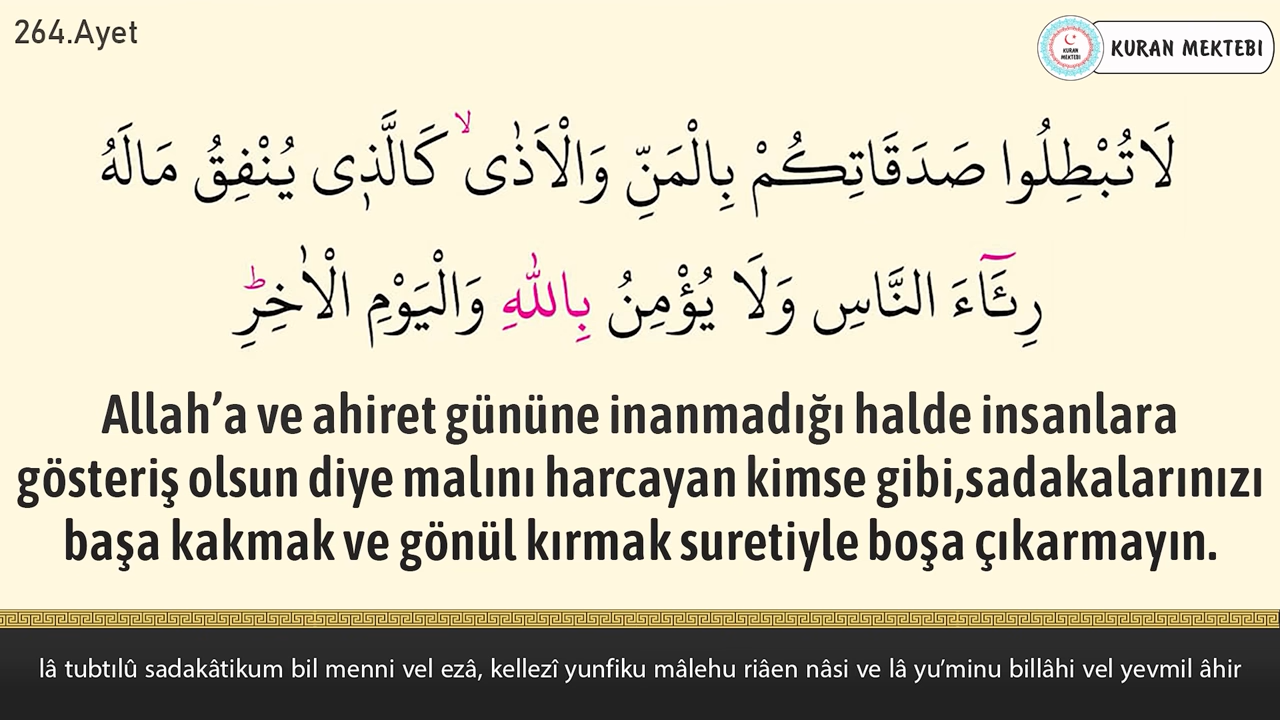 264.Ayet
KURAN MEKTEBI
KURAN
MEKTEBİ
لَا تُبْطِلُوا صَدَقَاتِكُمْ بِالْمَنِّ وَالْاَذٰىۙ كَالَّذ۪ى يُنْفِقُ مَالَهُ
رِئَٓاءَ النَّاسِ وَلَا يُؤْمِنُ بِاللّٰهِ وَالْيَوْمِ الْاٰخِرِۜ
Allah’a ve ahiret gününe inanmadığı halde insanlara
gösteriş olsun diye malını harcayan kimse gibi,sadakalarınızı
başa kakmak ve gönül kırmak suretiyle boşa çıkarmayın.
lâ tubtılû sadakâtikum bil menni vel ezâ, kellezî yunfiku mâlehu riâen nâsi ve lâ yu’minu billâhi vel yevmil âhir